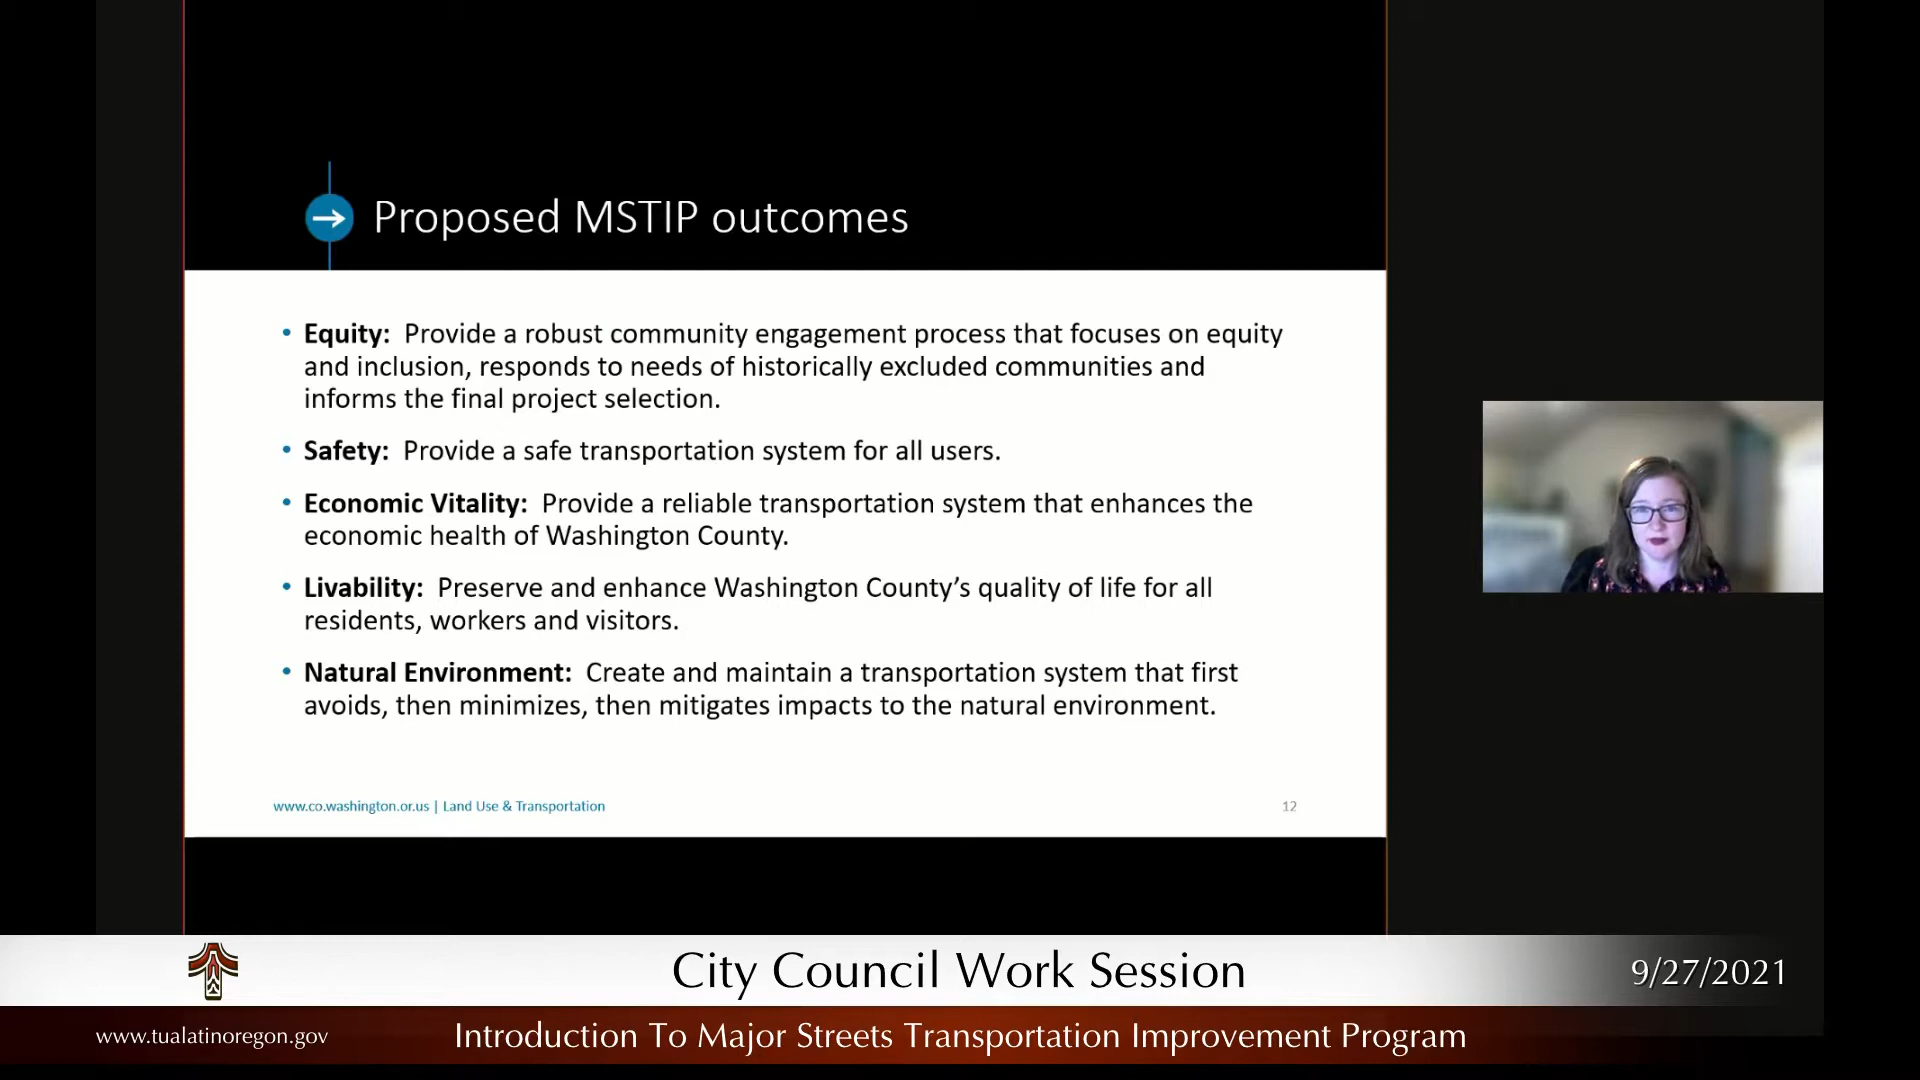 Proposed MSTIP outcomes
• Equity: Provide a robust community engagement process that focuses on equity
and inclusion, responds to needs of historically excluded communities and
informs the final project selection.
• Safety: Provide a safe transportation system for all users.
• Economic Vitality: Provide a reliable transportation system that enhances the
economic health of Washington County.
• Livability: Preserve and enhance Washington County’s quality of life for all
residents, workers and visitors.
• Natural Environment: Create and maintain a transportation system that first
avoids, then minimizes, then mitigates impacts to the natural environment.
www.co.washington.or.us | Land Use & Transportation
12
City Council Work Session
9/27/2021
www.tualatinoregon.gov
Introduction To Major Streets Transportation Improvement Program